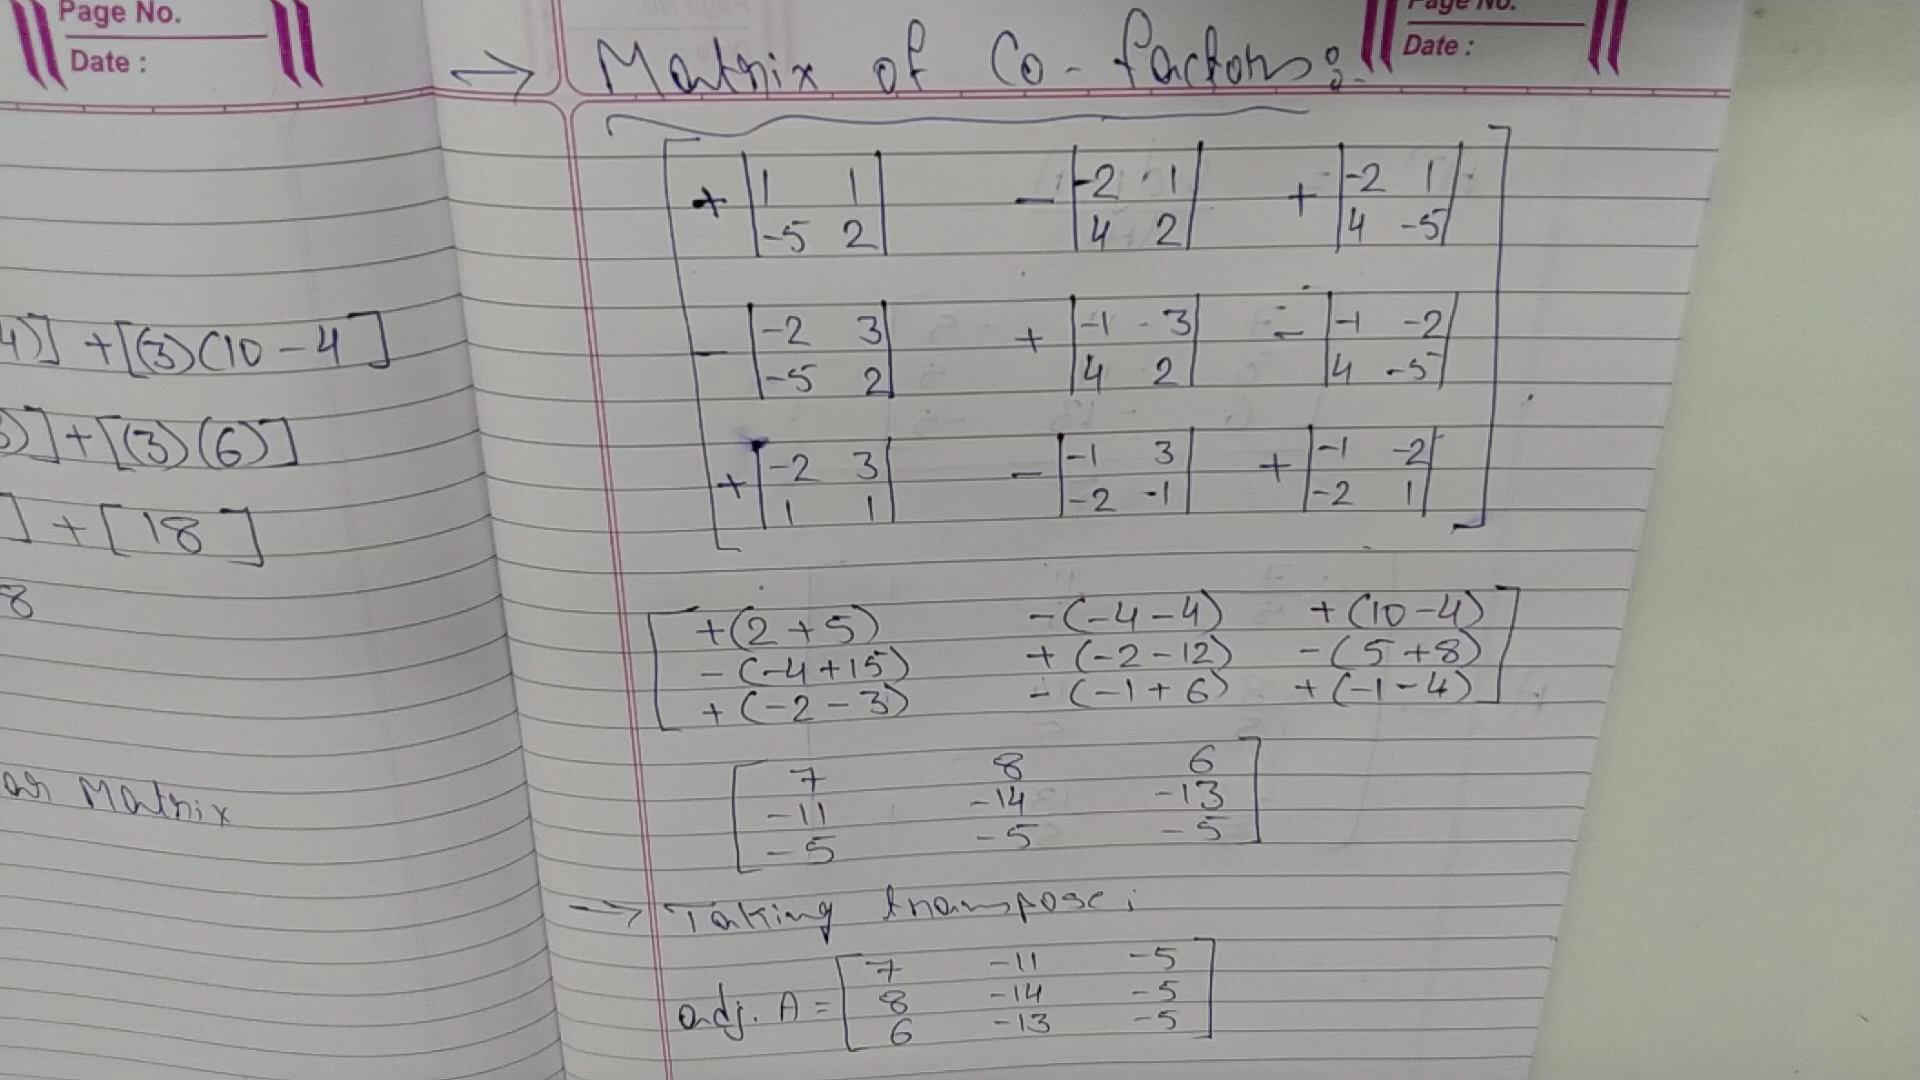 Page No.
Date :
4)] + [(3)(10 - 4]
)] + [(3)(6)]
] + [18]
8
Matrix
Page No.
Date :
→ Matrix of Co-factors:
+ |1 1| - |-2 1| + |-2 1|
|-5 2| |4 2| |4 -5|
- |-2 3| + |-1 3| - |-1 -2|
|-5 2| |4 2| |4 -5|
+ |-2 3| - |-1 3| + |-1 -2|
|1 1| |-2 -1| |-2 1|
+(2+5) -(-4-4) +(10-4)
-(-4+15) +(-2-12) -(5+8)
+(-2-3) -(-1+6) +(-1-4)
7 8 6
-11 -14 -13
-5 -5 -5
→ Taking transpose;
7 -11 -5
adj. A = 8 -14 -5
6 -13 -5